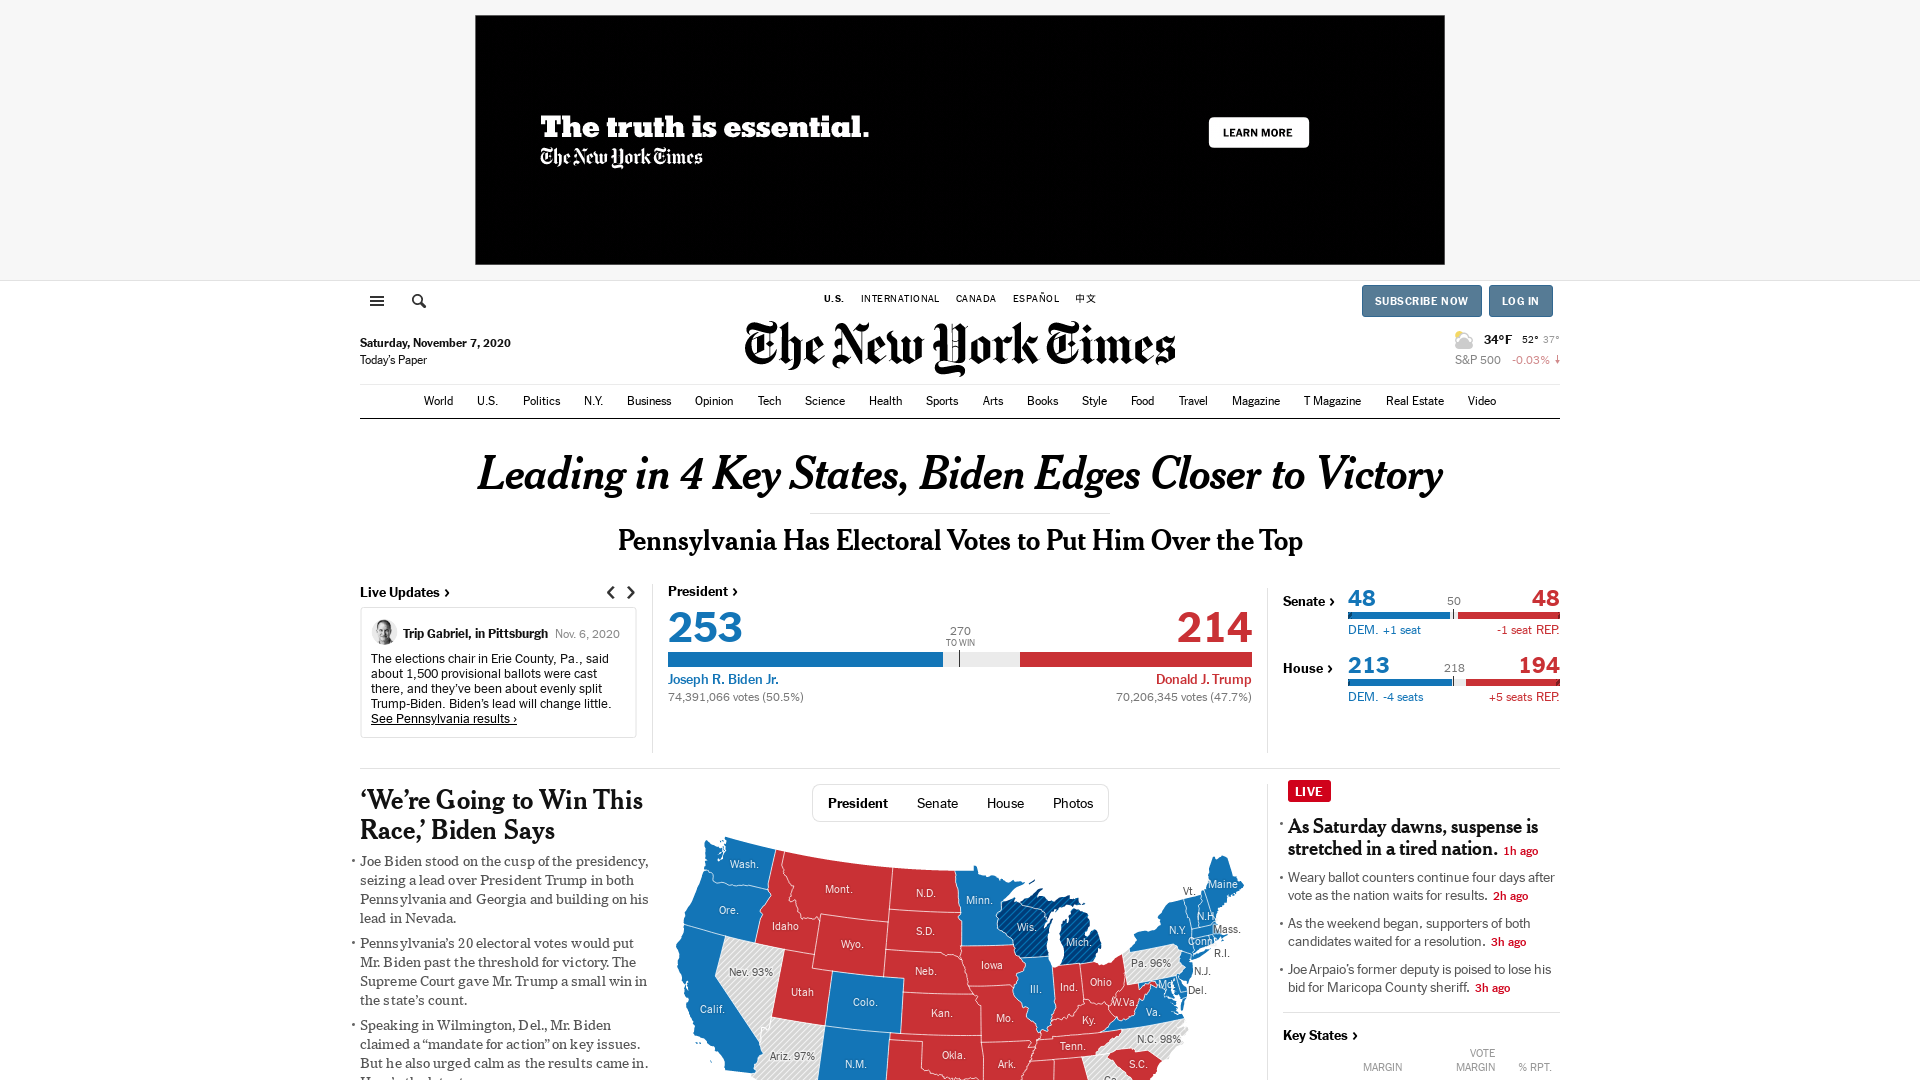 The truth is essential.
The New York Times
LEARN MORE
U.S. INTERNATIONAL CANADA ESPAÑOL 中文
SUBSCRIBE NOW LOG IN
Saturday, November 7, 2020
Today's Paper
The New York Times
34°F 52° 37°
S&P 500 -0.03% ↓
World U.S. Politics N.Y. Business Opinion Tech Science Health Sports Arts Books Style Food Travel Magazine T Magazine Real Estate Video
Leading in 4 Key States, Biden Edges Closer to Victory
Pennsylvania Has Electoral Votes to Put Him Over the Top
Live Updates ›
Trip Gabriel, in Pittsburgh Nov. 6, 2020
The elections chair in Erie County, Pa., said
about 1,500 provisional ballots were cast
there, and they've been about evenly split
Trump-Biden. Biden's lead will change little.
See Pennsylvania results ›
President ›
253 214
270
TO WIN
Joseph R. Biden Jr. Donald J. Trump
74,391,066 votes (50.5%) 70,206,345 votes (47.7%)
Senate › 48 50 48
DEM. +1 seat -1 seat REP.
House › 213 218 194
DEM. -4 seats +5 seats REP.
‘We’re Going to Win This
Race,’ Biden Says
• Joe Biden stood on the cusp of the presidency,
seizing a lead over President Trump in both
Pennsylvania and Georgia and building on his
lead in Nevada.
• Pennsylvania’s 20 electoral votes would put
Mr. Biden past the threshold for victory. The
Supreme Court gave Mr. Trump a small win in
the state’s count.
• Speaking in Wilmington, Del., Mr. Biden
claimed a “mandate for action” on key issues.
But he also urged calm as the results came in.
President Senate House Photos
Wash.
Mont.
N.D.
Minn.
Vt.
Maine
Ore.
Idaho
S.D.
Wis.
N.H.
Wyo.
Mich.
N.Y.
Mass.
Conn.
R.I.
Nev. 93%
Neb.
Iowa
Pa. 96%
N.J.
Utah
Colo.
Ill.
Ind.
Ohio
Md.
Del.
Calif.
Kan.
Mo.
W.Va.
Ky.
Va.
Ariz. 97%
N.M.
Okla.
Ark.
Tenn.
N.C. 98%
S.C.
LIVE
• As Saturday dawns, suspense is
stretched in a tired nation. 1h ago
• Weary ballot counters continue four days after
vote as the nation waits for results. 2h ago
• As the weekend began, supporters of both
candidates waited for a resolution. 3h ago
• Joe Arpaio’s former deputy is poised to lose his
bid for Maricopa County sheriff. 3h ago
Key States ›
VOTE
MARGIN MARGIN % RPT.